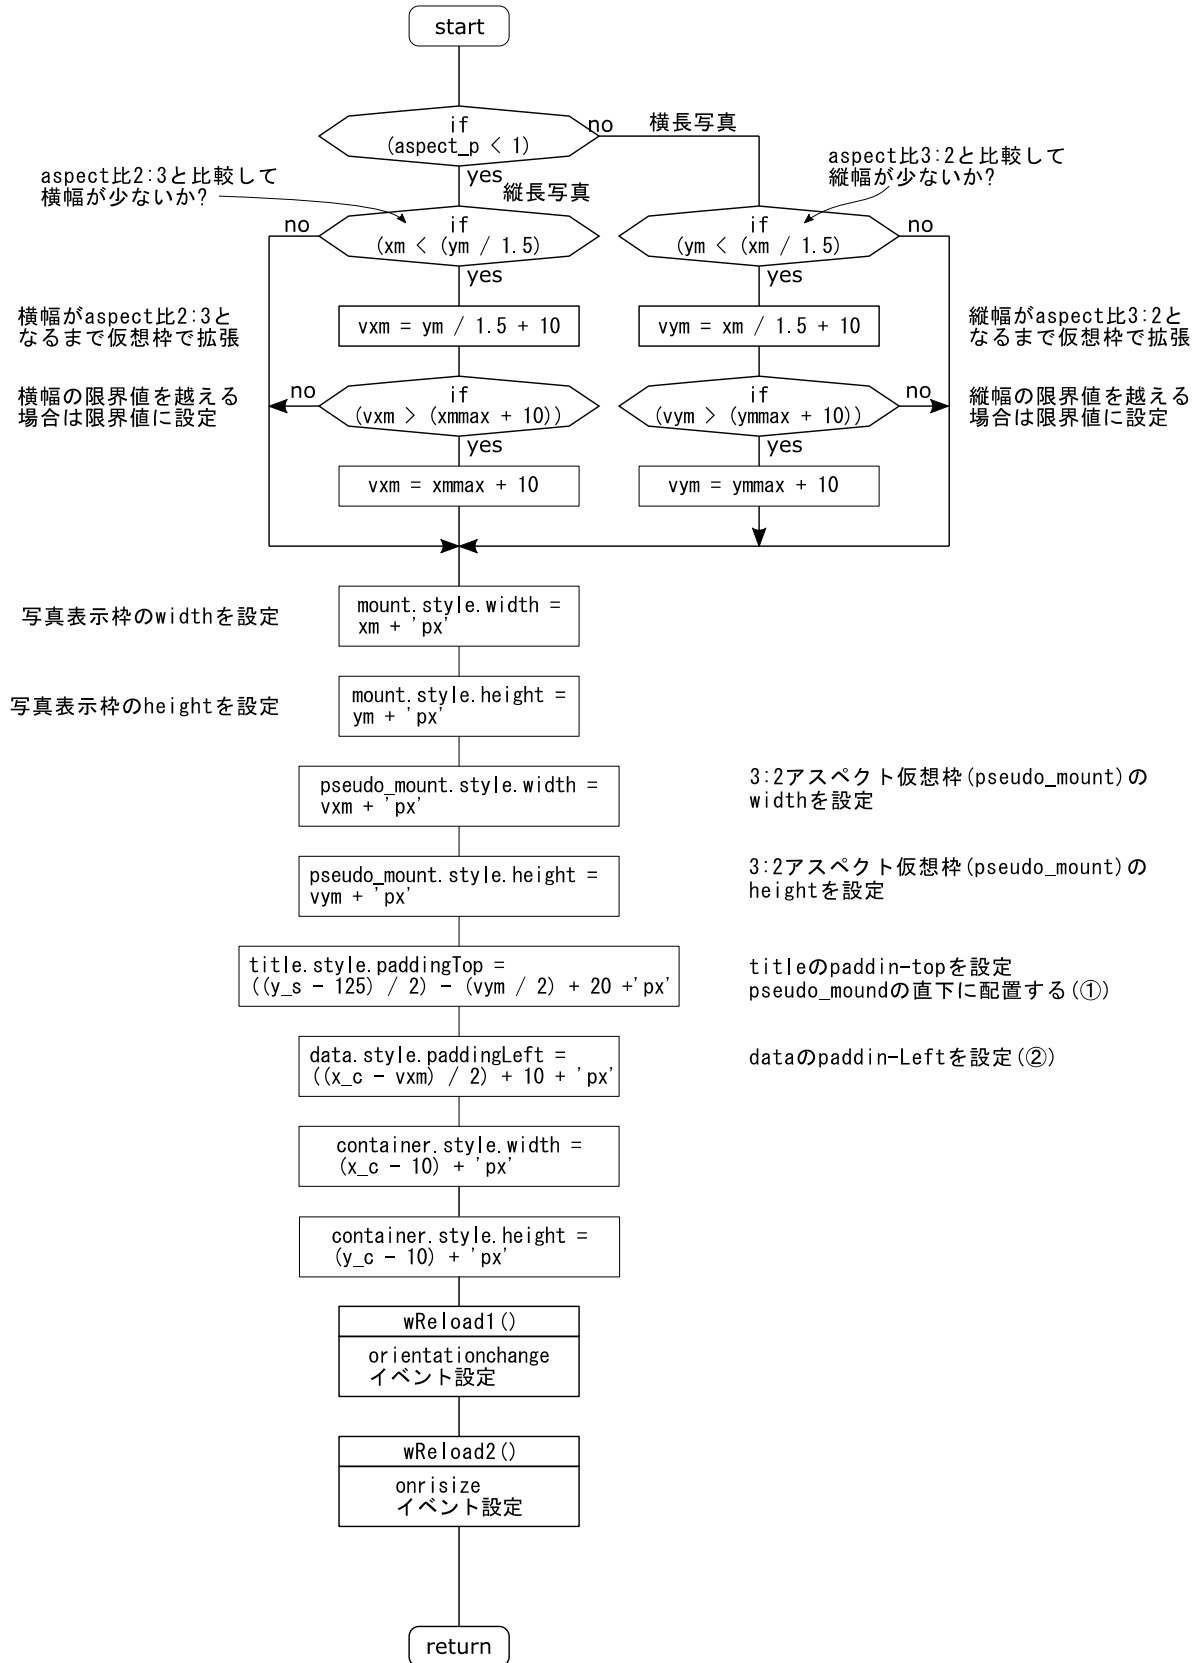 start
if
(aspect_p < 1)
no
横長写真
yes
縦長写真
aspect比2:3と比較して
横幅が少ないか?
aspect比3:2と比較して
縦幅が少ないか?
no
if
(xm < (ym / 1.5)
yes
if
(ym < (xm / 1.5)
no
yes
横幅がaspect比2:3と
なるまで仮想枠で拡張
vxm = ym / 1.5 + 10
vym = xm / 1.5 + 10
縦幅がaspect比3:2と
なるまで仮想枠で拡張
横幅の限界値を越える
場合は限界値に設定
no
if
(vxm > (xmmax + 10))
yes
if
(vym > (ymmax + 10))
no
yes
縦幅の限界値を越える
場合は限界値に設定
vxm = xmmax + 10
vym = ymmax + 10
写真表示枠のwidthを設定
mount.style.width =
xm + 'px'
写真表示枠のheightを設定
mount.style.height =
ym + 'px'
pseudo_mount.style.width =
vxm + 'px'
3:2アスペクト仮想枠(pseudo_mount)の
widthを設定
pseudo_mount.style.height =
vym + 'px'
3:2アスペクト仮想枠(pseudo_mount)の
heightを設定
title.style.paddingTop =
((y_s - 125) / 2) - (vym / 2) + 20 +'px'
titleのpaddin-topを設定
pseudo_moundの直下に配置する(①)
data.style.paddingLeft =
((x_c - vxm) / 2) + 10 + 'px'
dataのpaddin-Leftを設定(②)
container.style.width =
(x_c - 10) + 'px'
container.style.height =
(y_c - 10) + 'px'
wReload1()
orientationchange
イベント設定
wReload2()
onrisize
イベント設定
return